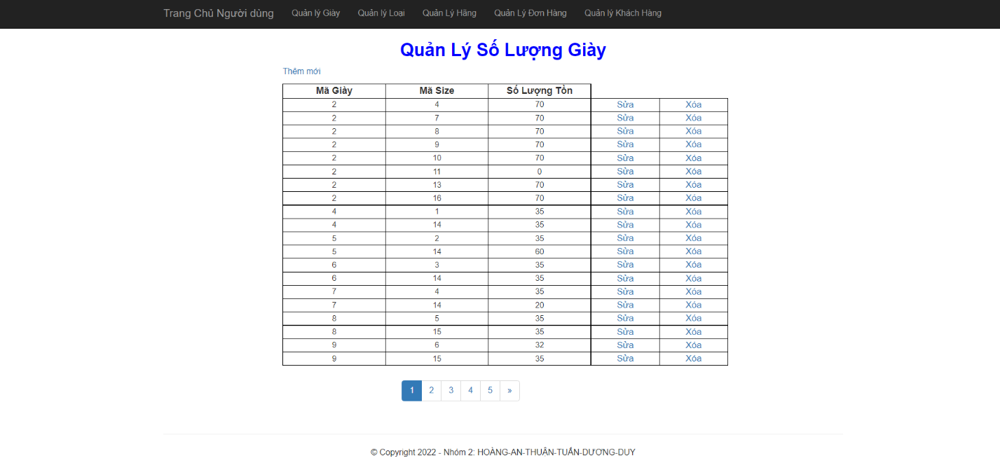 Trang Chủ Người dùng Quản lý Giày Quản lý Loại Quản Lý Hãng Quản Lý Đơn Hàng Quản lý Khách Hàng
Quản Lý Số Lượng Giày
Thêm mới
Mã Giày Mã Size Số Lượng Tồn
2 4 70 Sửa Xóa
2 7 70 Sửa Xóa
2 8 70 Sửa Xóa
2 9 70 Sửa Xóa
2 10 70 Sửa Xóa
2 11 0 Sửa Xóa
2 13 70 Sửa Xóa
2 16 70 Sửa Xóa
4 1 35 Sửa Xóa
4 14 35 Sửa Xóa
5 2 35 Sửa Xóa
5 14 60 Sửa Xóa
6 3 35 Sửa Xóa
6 14 35 Sửa Xóa
7 4 35 Sửa Xóa
7 14 20 Sửa Xóa
8 5 35 Sửa Xóa
8 15 35 Sửa Xóa
9 6 32 Sửa Xóa
9 15 35 Sửa Xóa
1 2 3 4 5 »
© Copyright 2022 - Nhóm 2: HOÀNG-AN-THUẬN-TUẤN-DƯƠNG-DUY